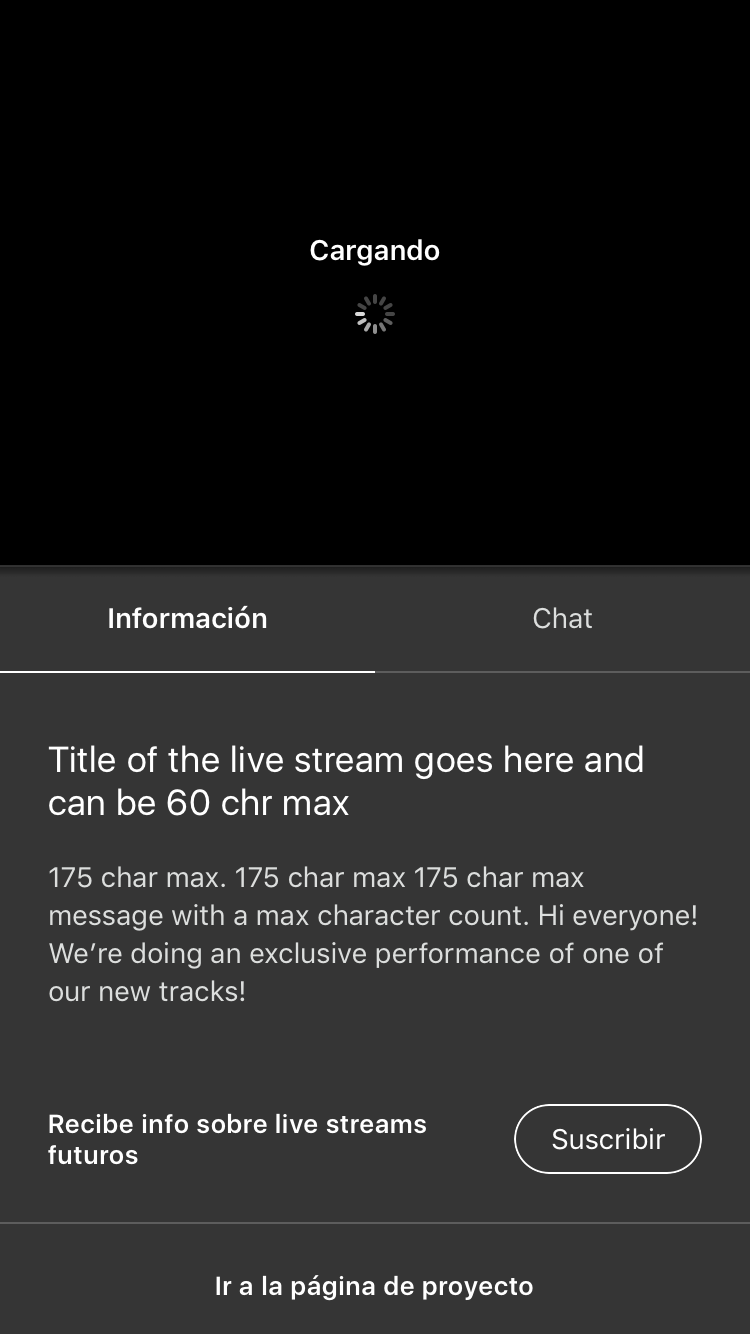 Cargando
Información
Chat
Title of the live stream goes here and
can be 60 chr max
175 char max. 175 char max 175 char max
message with a max character count. Hi everyone!
We’re doing an exclusive performance of one of
our new tracks!
Recibe info sobre live streams
futuros
Suscribir
Ir a la página de proyecto